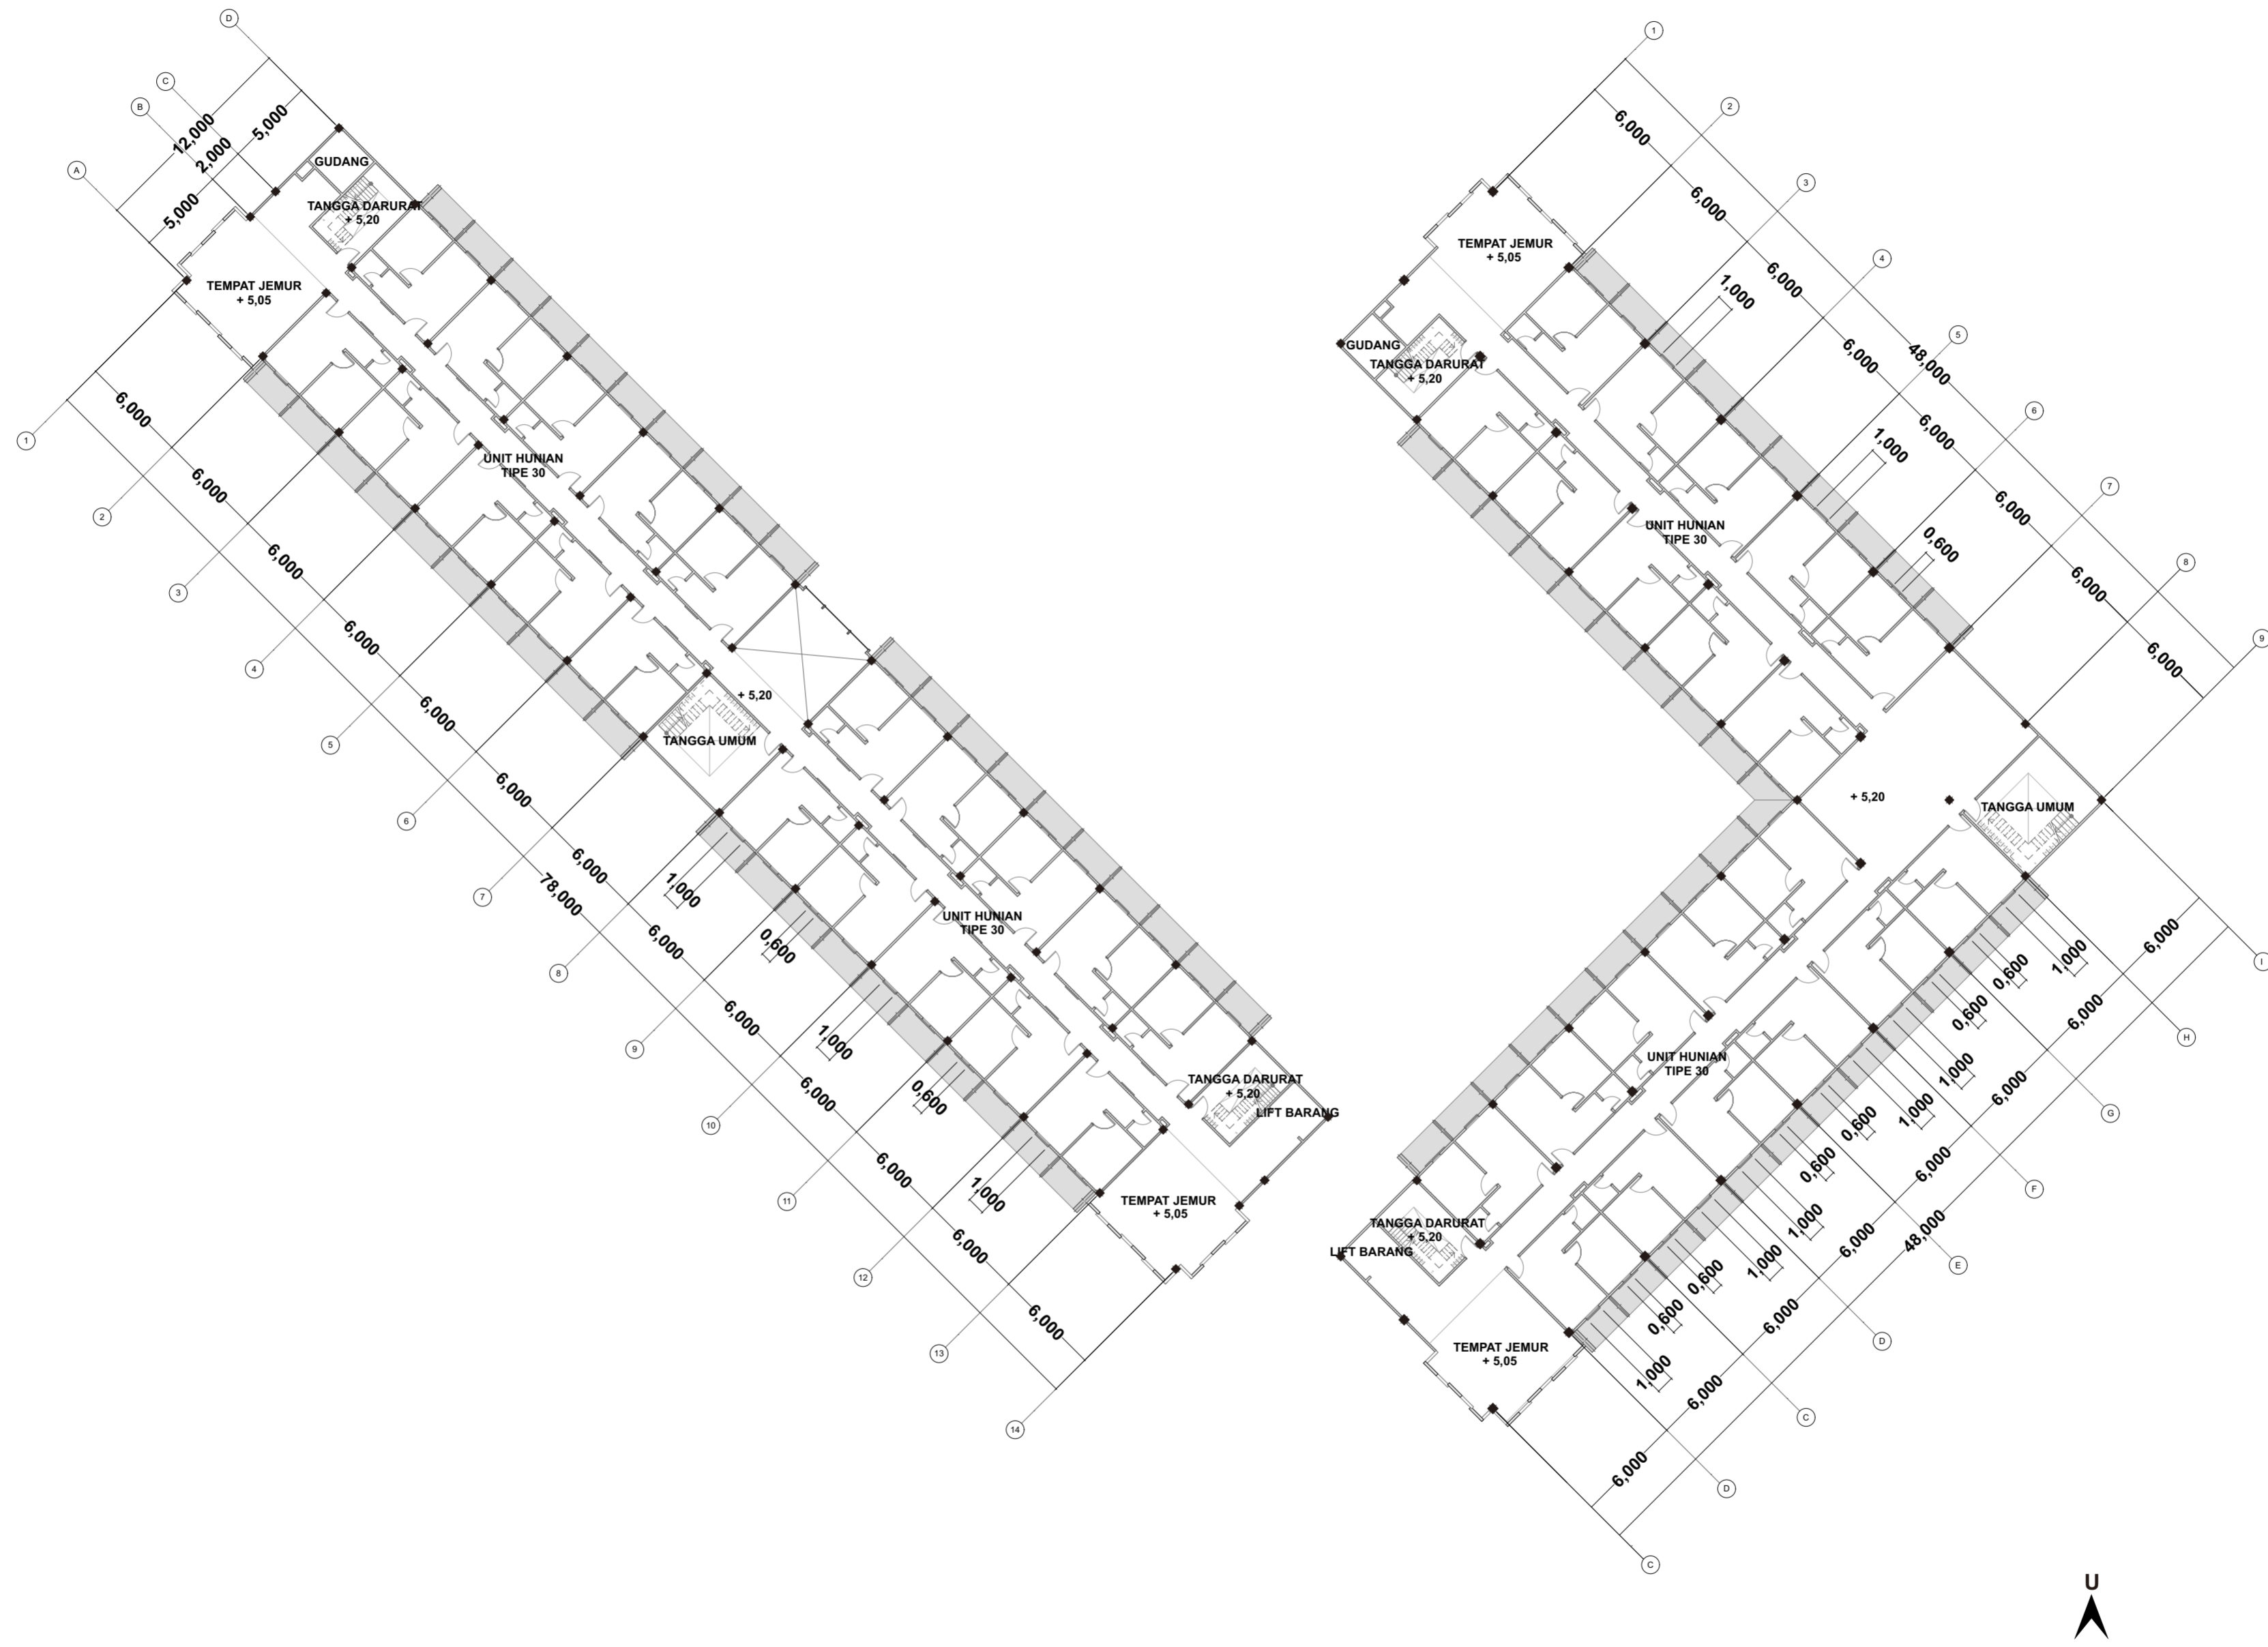 D
C
B
A
12,000
5,000
2,000
5,000
GUDANG
TANGGA DARURAT
+ 5,20
TEMPAT JEMUR
+ 5,05
UNIT HUNIAN
TIPE 30
+ 5,20
TANGGA UMUM
UNIT HUNIAN
TIPE 30
TANGGA DARURAT
+ 5,20
LIFT BARANG
TEMPAT JEMUR
+ 5,05
1
2
3
4
5
6
7
8
9
10
11
12
13
14
6,000
6,000
6,000
6,000
6,000
6,000
6,000
6,000
6,000
6,000
6,000
6,000
6,000
78,000
1,000
0,600
1,000
0,600
1,000
1
2
3
4
5
6
7
8
9
6,000
6,000
6,000
6,000
6,000
6,000
6,000
6,000
48,000
1,000
1,000
0,600
TEMPAT JEMUR
+ 5,05
GUDANG
TANGGA DARURAT
+ 5,20
UNIT HUNIAN
TIPE 30
+ 5,20
TANGGA UMUM
UNIT HUNIAN
TIPE 30
TANGGA DARURAT
+ 5,20
LIFT BARANG
TEMPAT JEMUR
+ 5,05
1,000
0,600
0,600
1,000
1,000
0,600
0,600
1,000
1,000
0,600
0,600
1,000
6,000
6,000
6,000
6,000
6,000
6,000
6,000
6,000
48,000
I
H
G
F
E
D
C
D
C
U